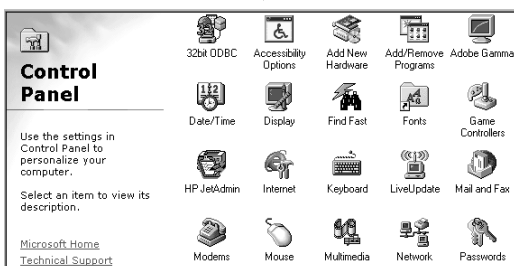 Control
Panel
Use the settings in
Control Panel to
personalize your
computer.
Select an item to view its
description.
Microsoft Home
Technical Support
32bit ODBC
Accessibility
Options
Add New
Hardware
Add/Remove
Programs
Adobe Gamma
Date/Time
Display
Find Fast
Fonts
Game
Controllers
HP JetAdmin
Internet
Keyboard
LiveUpdate
Mail and Fax
Modems
Mouse
Multimedia
Network
Passwords